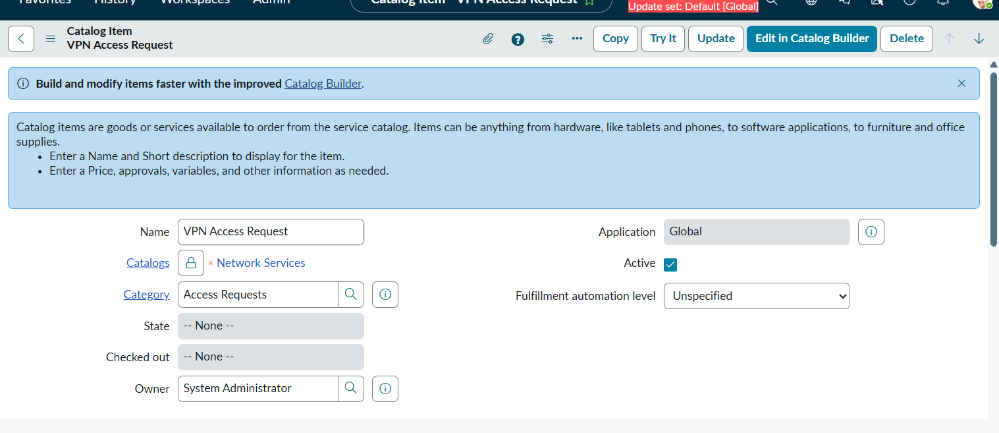 Favorites History Workspaces Admin
Catalog Item - VPN Access Request
Update set: Default [Global]
Catalog Item
VPN Access Request
Copy Try It Update Edit in Catalog Builder Delete
Build and modify items faster with the improved Catalog Builder.
Catalog items are goods or services available to order from the service catalog. Items can be anything from hardware, like tablets and phones, to software applications, to furniture and office
supplies.
• Enter a Name and Short description to display for the item.
• Enter a Price, approvals, variables, and other information as needed.
Name VPN Access Request
Application Global
Catalogs × Network Services
Active
Category Access Requests
Fulfillment automation level Unspecified
State -- None --
Checked out -- None --
Owner System Administrator